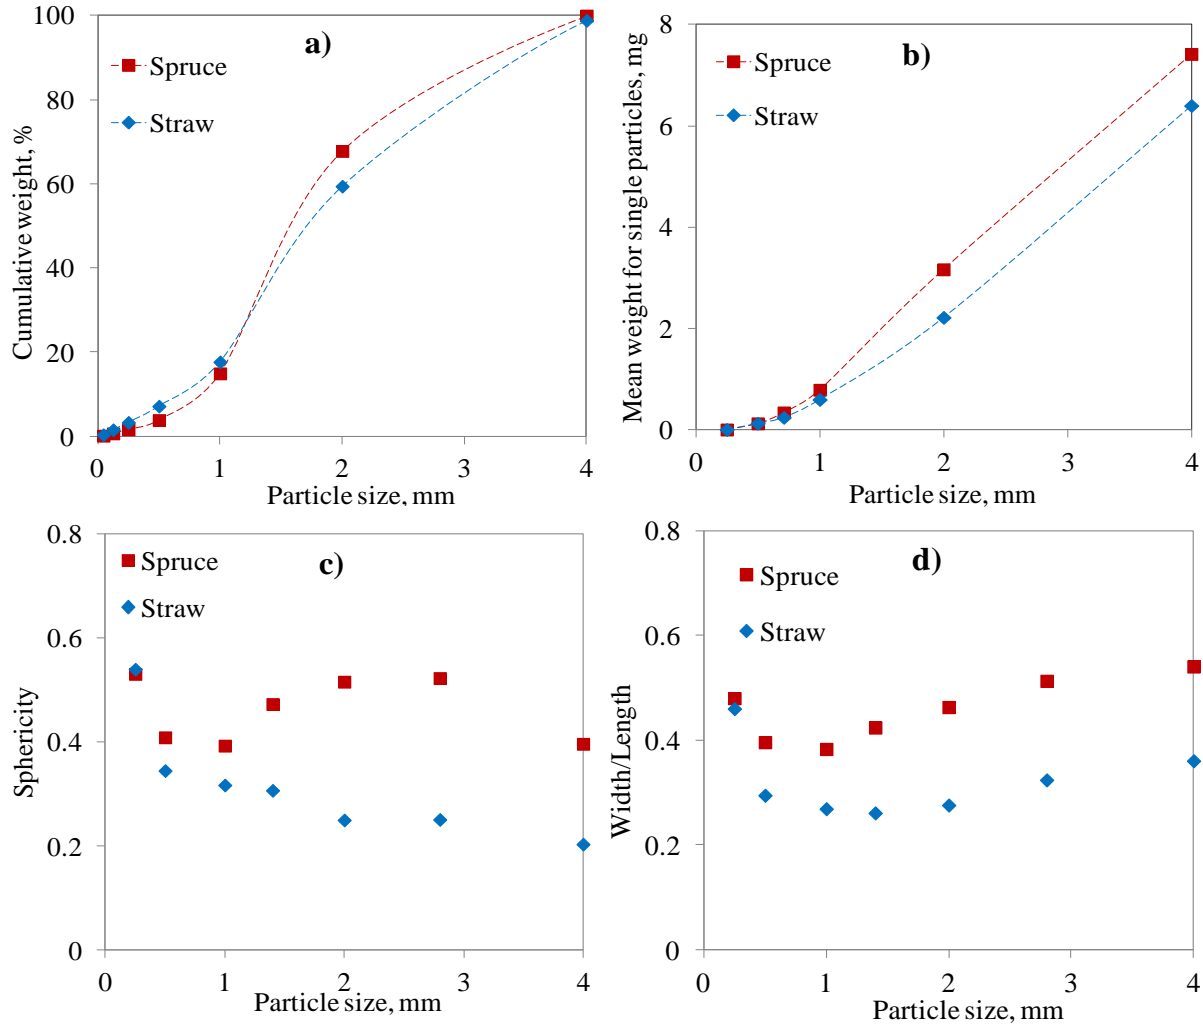 a)
Spruce
Straw
Cumulative weight, %
100
80
60
40
20
0
0 1 2 3 4
Particle size, mm
b)
Spruce
Straw
Mean weight for single particles, mg
8
6
4
2
0
0 1 2 3 4
Particle size, mm
c)
Spruce
Straw
Sphericity
0.8
0.6
0.4
0.2
0
0 1 2 3 4
Particle size, mm
d)
Spruce
Straw
Width/Length
0.8
0.6
0.4
0.2
0
0 1 2 3 4
Particle size, mm